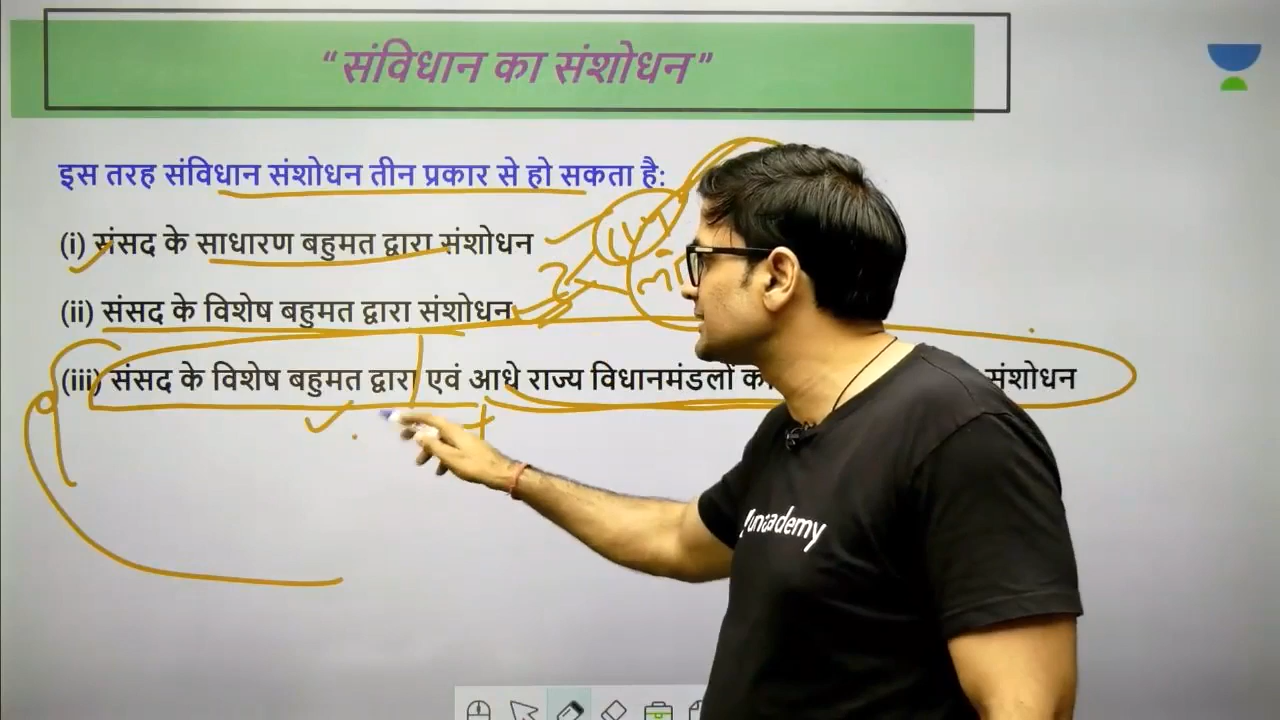 “संविधान का संशोधन”
इस तरह संविधान संशोधन तीन प्रकार से हो सकता है:
(i) संसद के साधारण बहुमत द्वारा संशोधन
(ii) संसद के विशेष बहुमत द्वारा संशोधन
(iii) संसद के विशेष बहुमत द्वारा एवं आधे राज्य विधानमंडलों संशोधन
unacademy